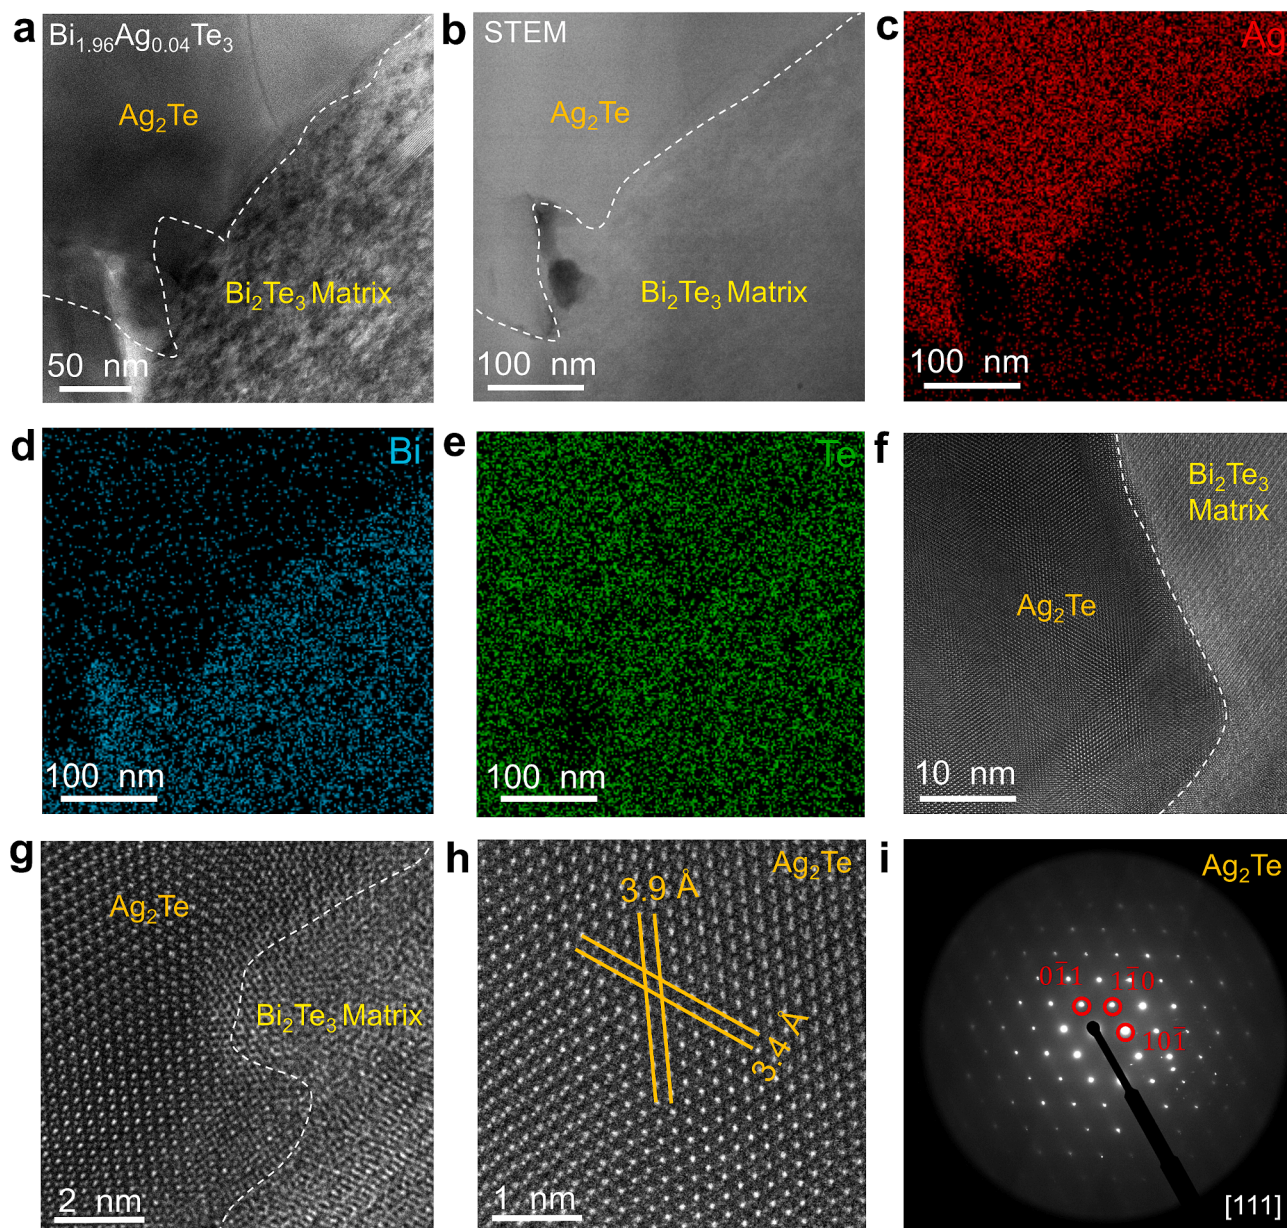 a
Bi₁.₉₆Ag₀.₀₄Te₃
Ag₂Te
Bi₂Te₃ Matrix
50 nm
b
STEM
Ag₂Te
Bi₂Te₃ Matrix
100 nm
c
Ag
100 nm
d
Bi
100 nm
e
Te
100 nm
f
Bi₂Te₃
Matrix
Ag₂Te
10 nm
g
Ag₂Te
Bi₂Te₃ Matrix
2 nm
h
Ag₂Te
3.9 Å
3.4 Å
1 nm
i
Ag₂Te
01̄1
11̄0
101̄
[111]